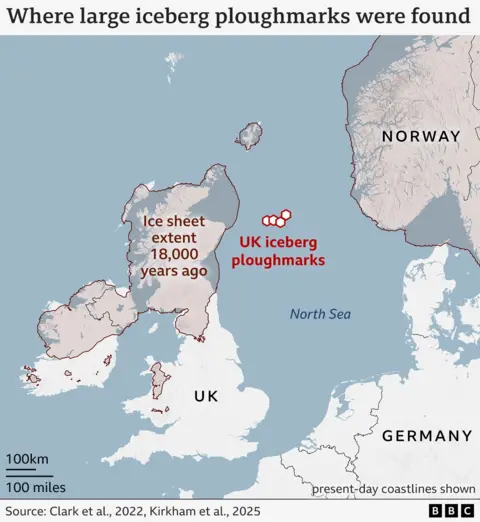 Where large iceberg ploughmarks were found
NORWAY
Ice sheet
extent
18,000
years ago
UK iceberg
ploughmarks
North Sea
UK
GERMANY
100km
100 miles
present-day coastlines shown
Source: Clark et al., 2022, Kirkham et al., 2025
BBC